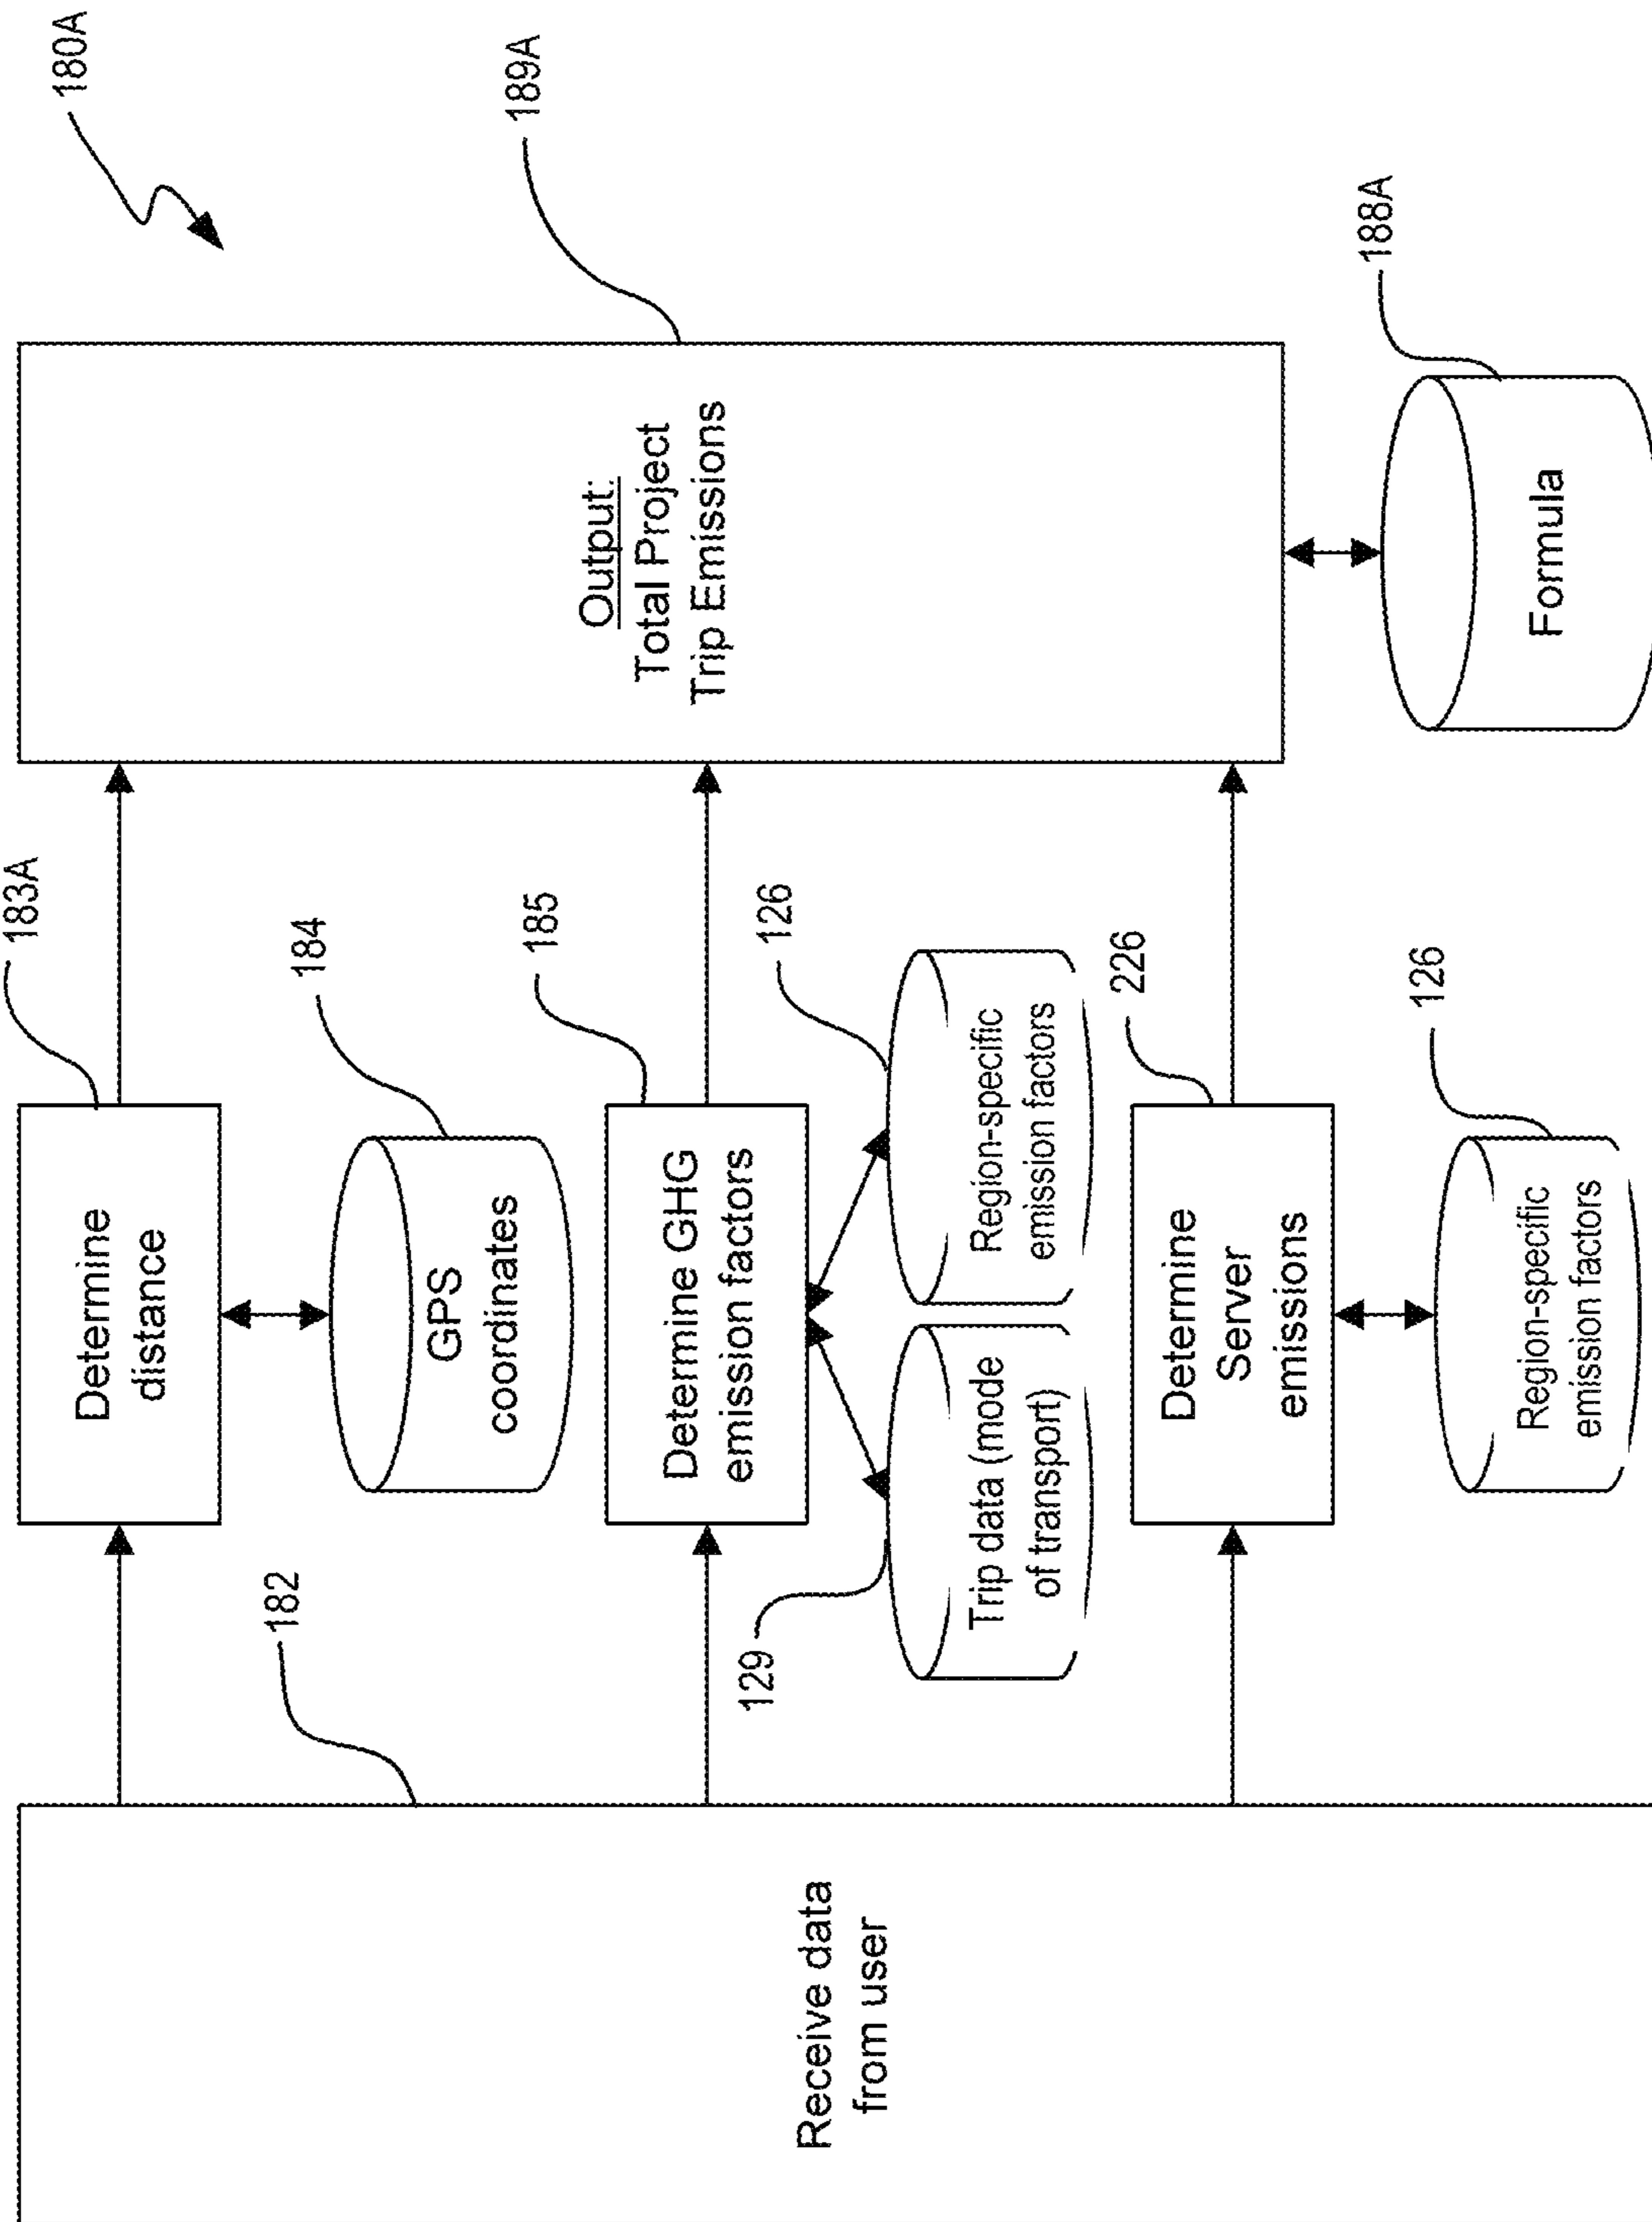 180A
189A
188A
183A
184
185
126
226
126
182
129
Receive data
from user
Determine
distance
GPS
coordinates
Determine GHG
emission factors
Trip data (mode
of transport)
Region-specific
emission factors
Determine
Server
emissions
Region-specific
emission factors
Output:
Total Project
Trip Emissions
Formula